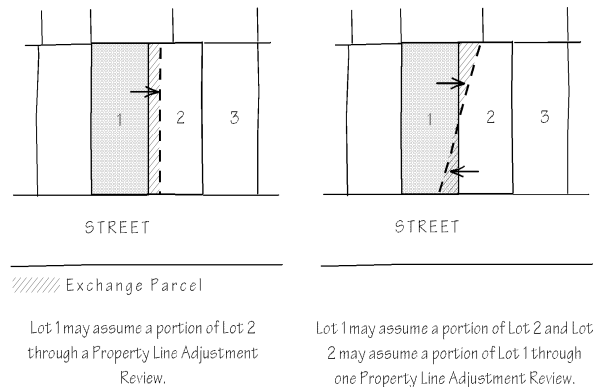 1
2
3
1
2
3
STREET
STREET
Exchange Parcel
Lot 1 may assume a portion of Lot 2
through a Property Line Adjustment
Review.
Lot 1 may assume a portion of Lot 2 and Lot
2 may assume a portion of Lot 1 through
one Property Line Adjustment Review.